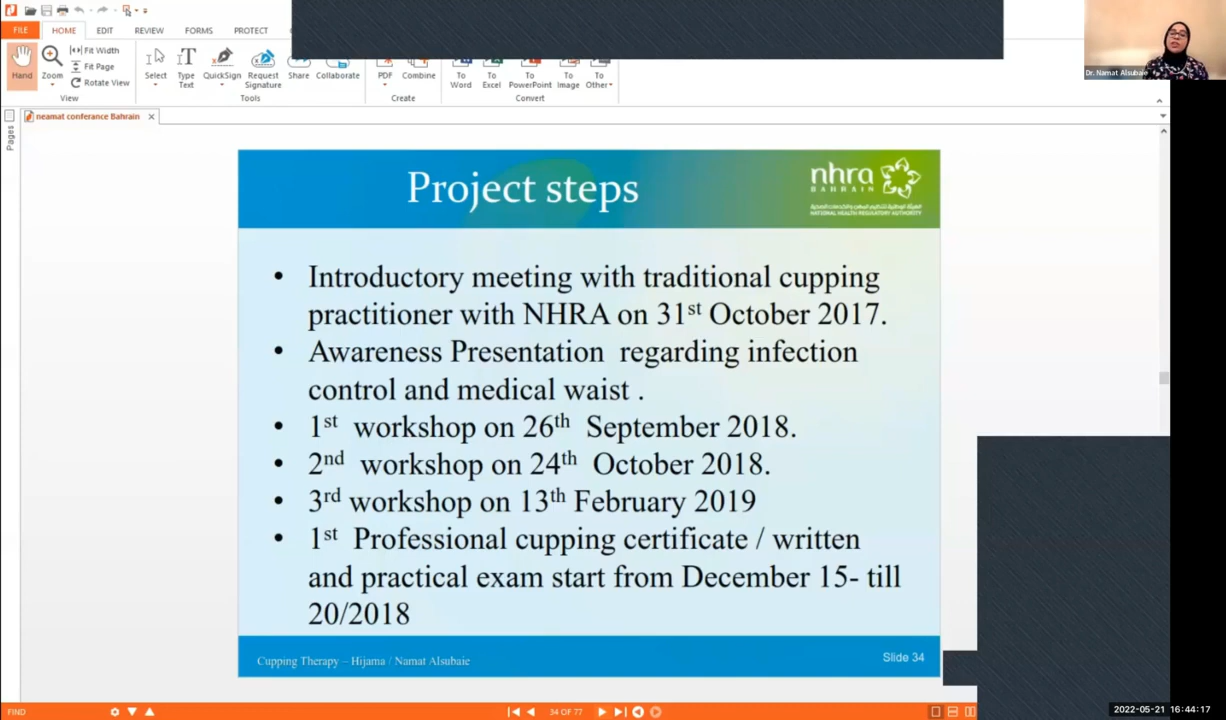 FILE
HOME
EDIT
REVIEW
FORMS
PROTECT
Hand
Zoom
Fit Width
Fit Page
Rotate View
View
Select
Type Text
QuickSign
Request Signature
Share
Collaborate
Tools
PDF
Combine
Create
To Word
To Excel
To PowerPoint
To Image
To Other
Convert
Dr. Namat Alsubaie
neamat conferance Bahrain
Pages
Project steps
nhra
BAHRAIN
NATIONAL HEALTH REGULATORY AUTHORITY
• Introductory meeting with traditional cupping
practitioner with NHRA on 31st October 2017.
• Awareness Presentation regarding infection
control and medical waist .
• 1st workshop on 26th September 2018.
• 2nd workshop on 24th October 2018.
• 3rd workshop on 13th February 2019
• 1st Professional cupping certificate / written
and practical exam start from December 15- till
20/2018
Cupping Therapy – Hijama / Namat Alsubaie
Slide 34
FIND
34 OF 77
2022-05-21 16:44:17